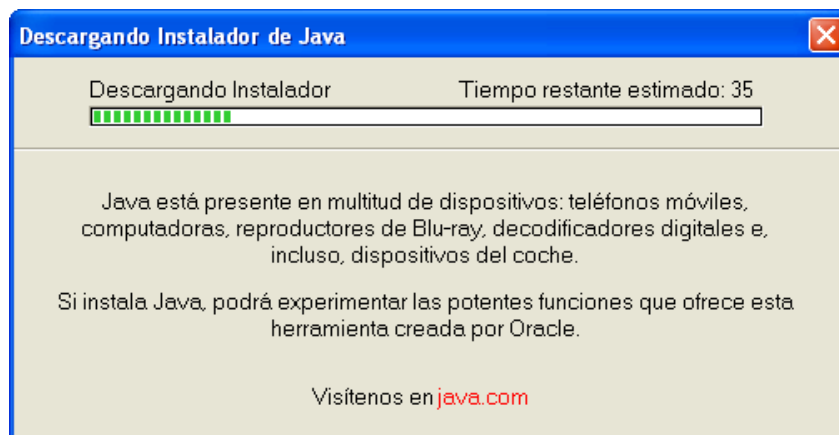 Descargando Instalador de Java
Descargando Instalador Tiempo restante estimado: 35
Java está presente en multitud de dispositivos: teléfonos móviles,
computadoras, reproductores de Blu-ray, decodificadores digitales e,
incluso, dispositivos del coche.
Si instala Java, podrá experimentar las potentes funciones que ofrece esta
herramienta creada por Oracle.
Visítenos en java.com